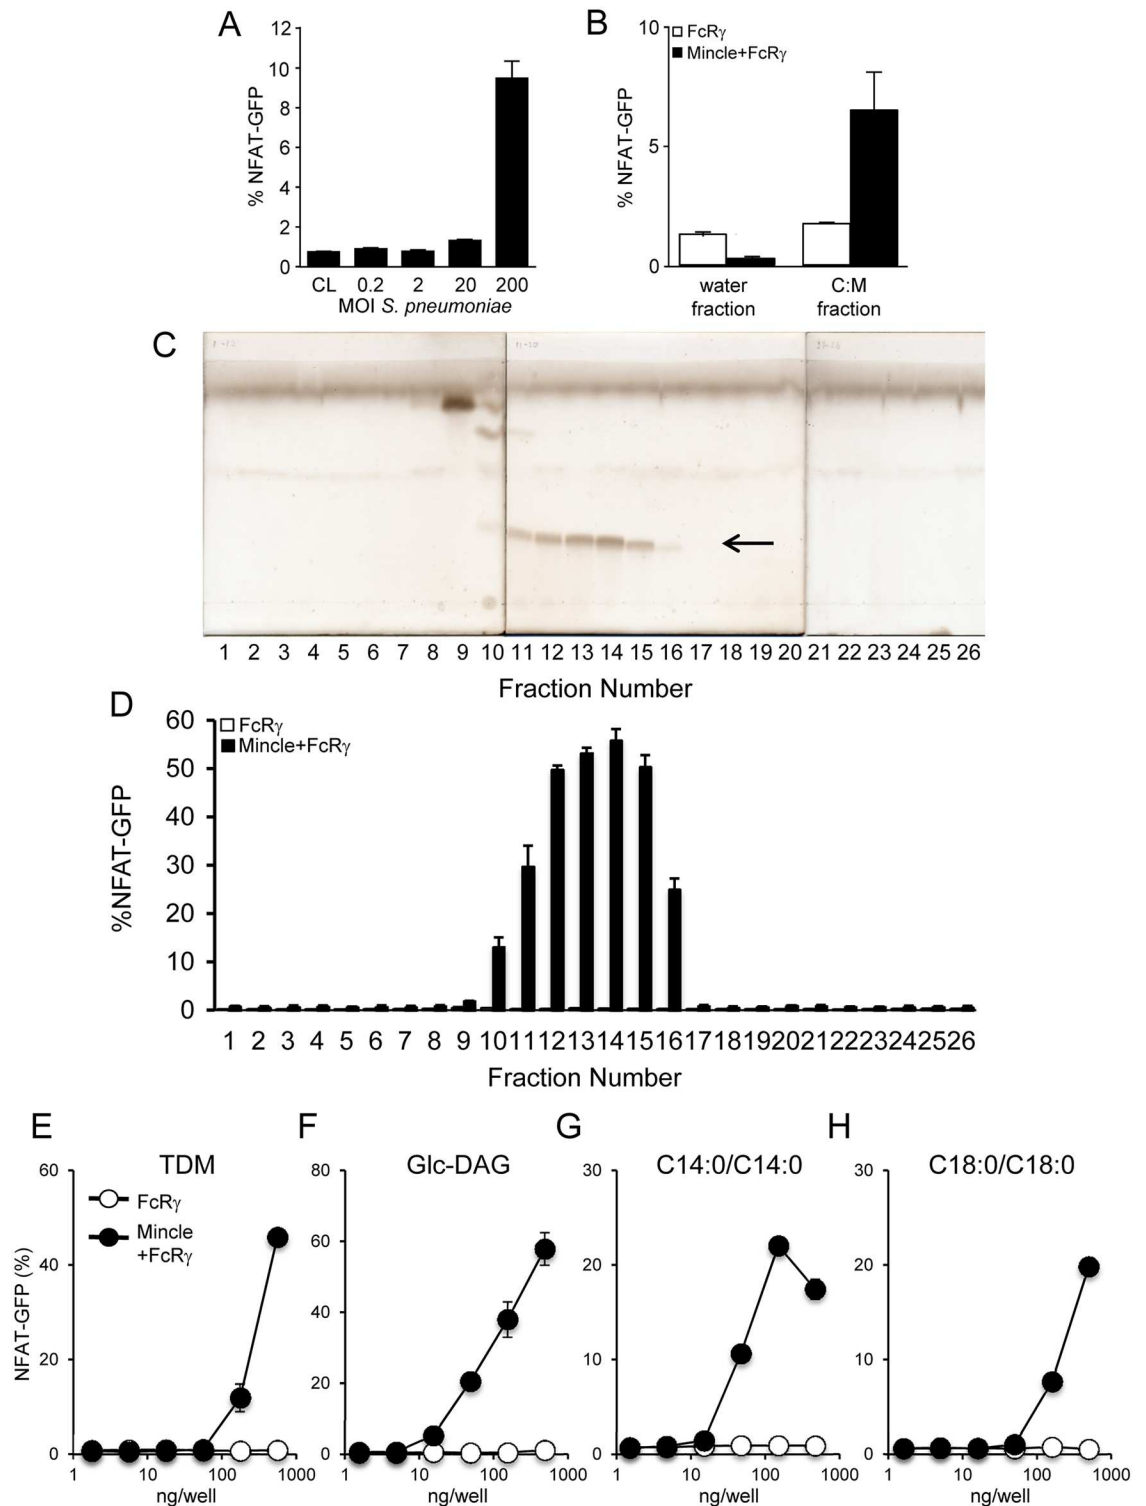 A
12
10
8
6
4
2
0
% NFAT-GFP
CL 0.2 2 20 200
MOI S. pneumoniae
B
10
5
0
% NFAT-GFP
FcRγ
Mincle+FcRγ
water fraction
C:M fraction
C
1 2 3 4 5 6 7 8 9 10 11 12 13 14 15 16 17 18 19 20 21 22 23 24 25 26
Fraction Number
D
60
50
40
30
20
10
0
%NFAT-GFP
FcRγ
Mincle+FcRγ
1 2 3 4 5 6 7 8 9 10 11 12 13 14 15 16 17 18 19 20 21 22 23 24 25 26
Fraction Number
E
TDM
60
40
20
0
NFAT-GFP (%)
FcRγ
Mincle
+FcRγ
1 10 100 1000
ng/well
F
Glc-DAG
80
60
40
20
0
1 10 100 1000
ng/well
G
C14:0/C14:0
30
20
10
0
1 10 100 1000
ng/well
H
C18:0/C18:0
30
20
10
0
1 10 100 1000
ng/well